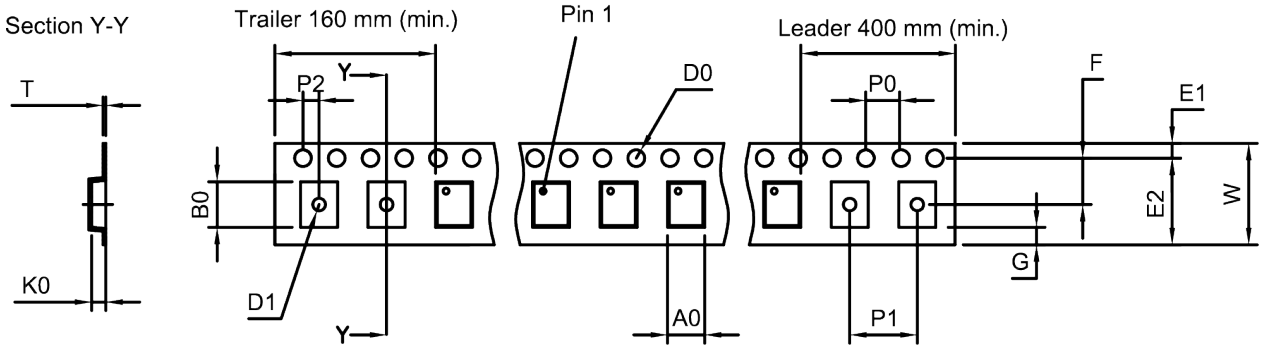 Section Y-Y
Trailer 160 mm (min.)
Pin 1
Leader 400 mm (min.)
T
Y
P2
D0
P0
F
E1
B0
E2
W
K0
D1
G
Y
A0
P1